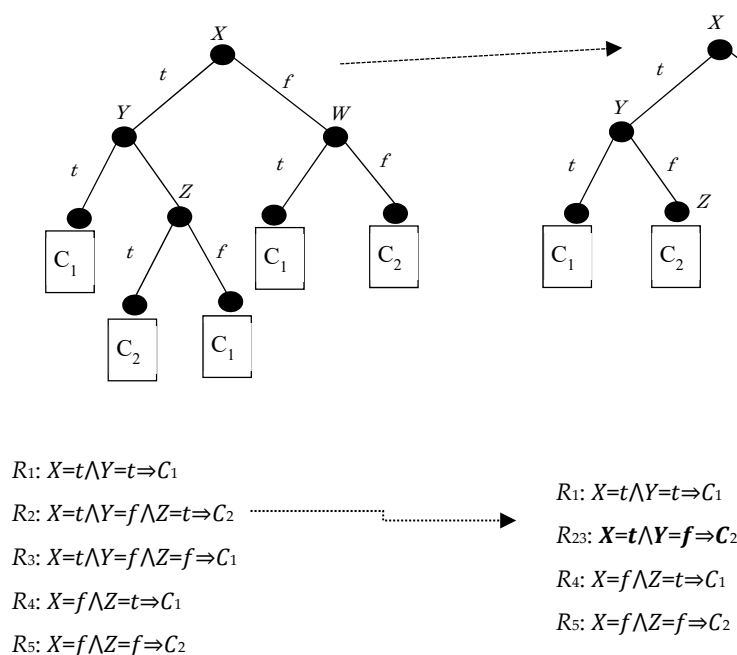 X
t
f
Y
W
t
Z
t
f
C₁
t
f
C₁
C₂
C₂
C₁
X
t
Y
t
f
Z
C₁
C₂
R₁: X=t⋀Y=t⇒C₁
R₂: X=t⋀Y=f⋀Z=t⇒C₂
R₃: X=t⋀Y=f⋀Z=f⇒C₁
R₄: X=f⋀Z=t⇒C₁
R₅: X=f⋀Z=f⇒C₂
R₁: X=t⋀Y=t⇒C₁
R₂₃: X=t⋀Y=f⇒C₂
R₄: X=f⋀Z=t⇒C₁
R₅: X=f⋀Z=f⇒C₂